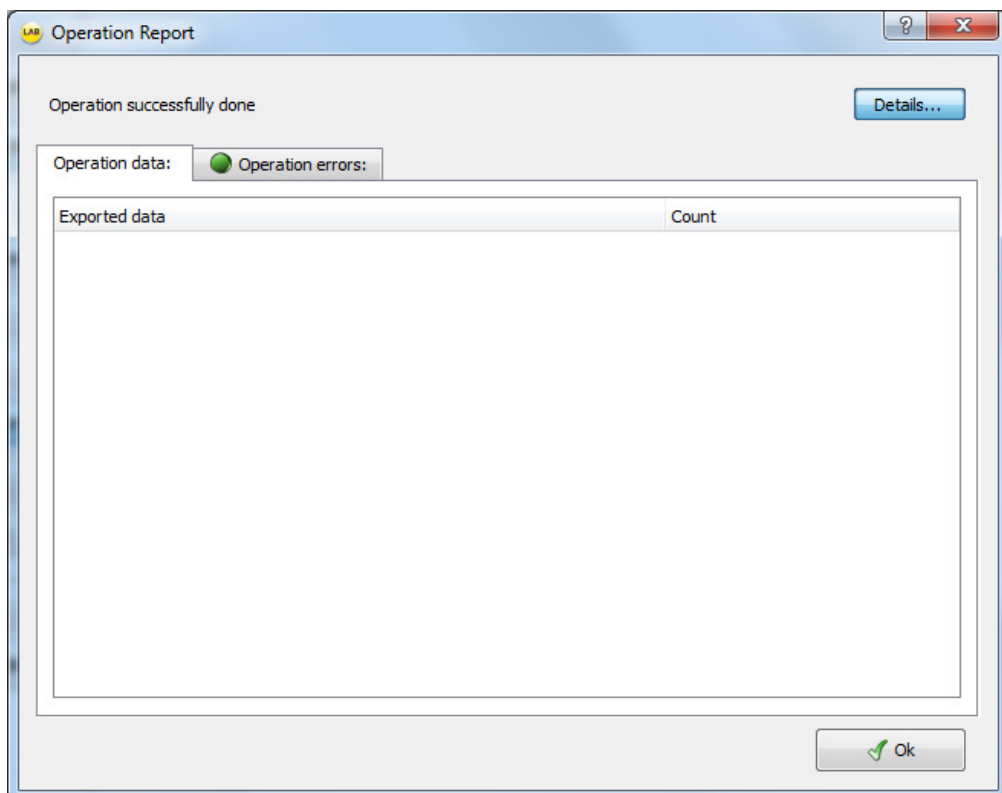 LAB Operation Report
Operation successfully done Details...
Operation data: Operation errors:
Exported data Count
Ok